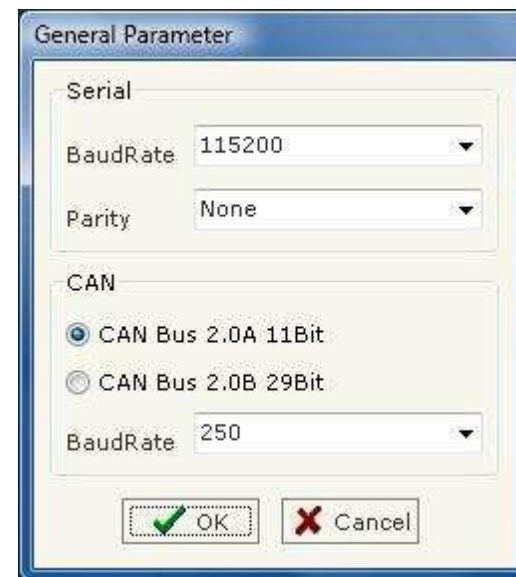 General Parameter
Serial
BaudRate 115200
Parity None
CAN
CAN Bus 2.0A 11Bit
CAN Bus 2.0B 29Bit
BaudRate 250
OK Cancel